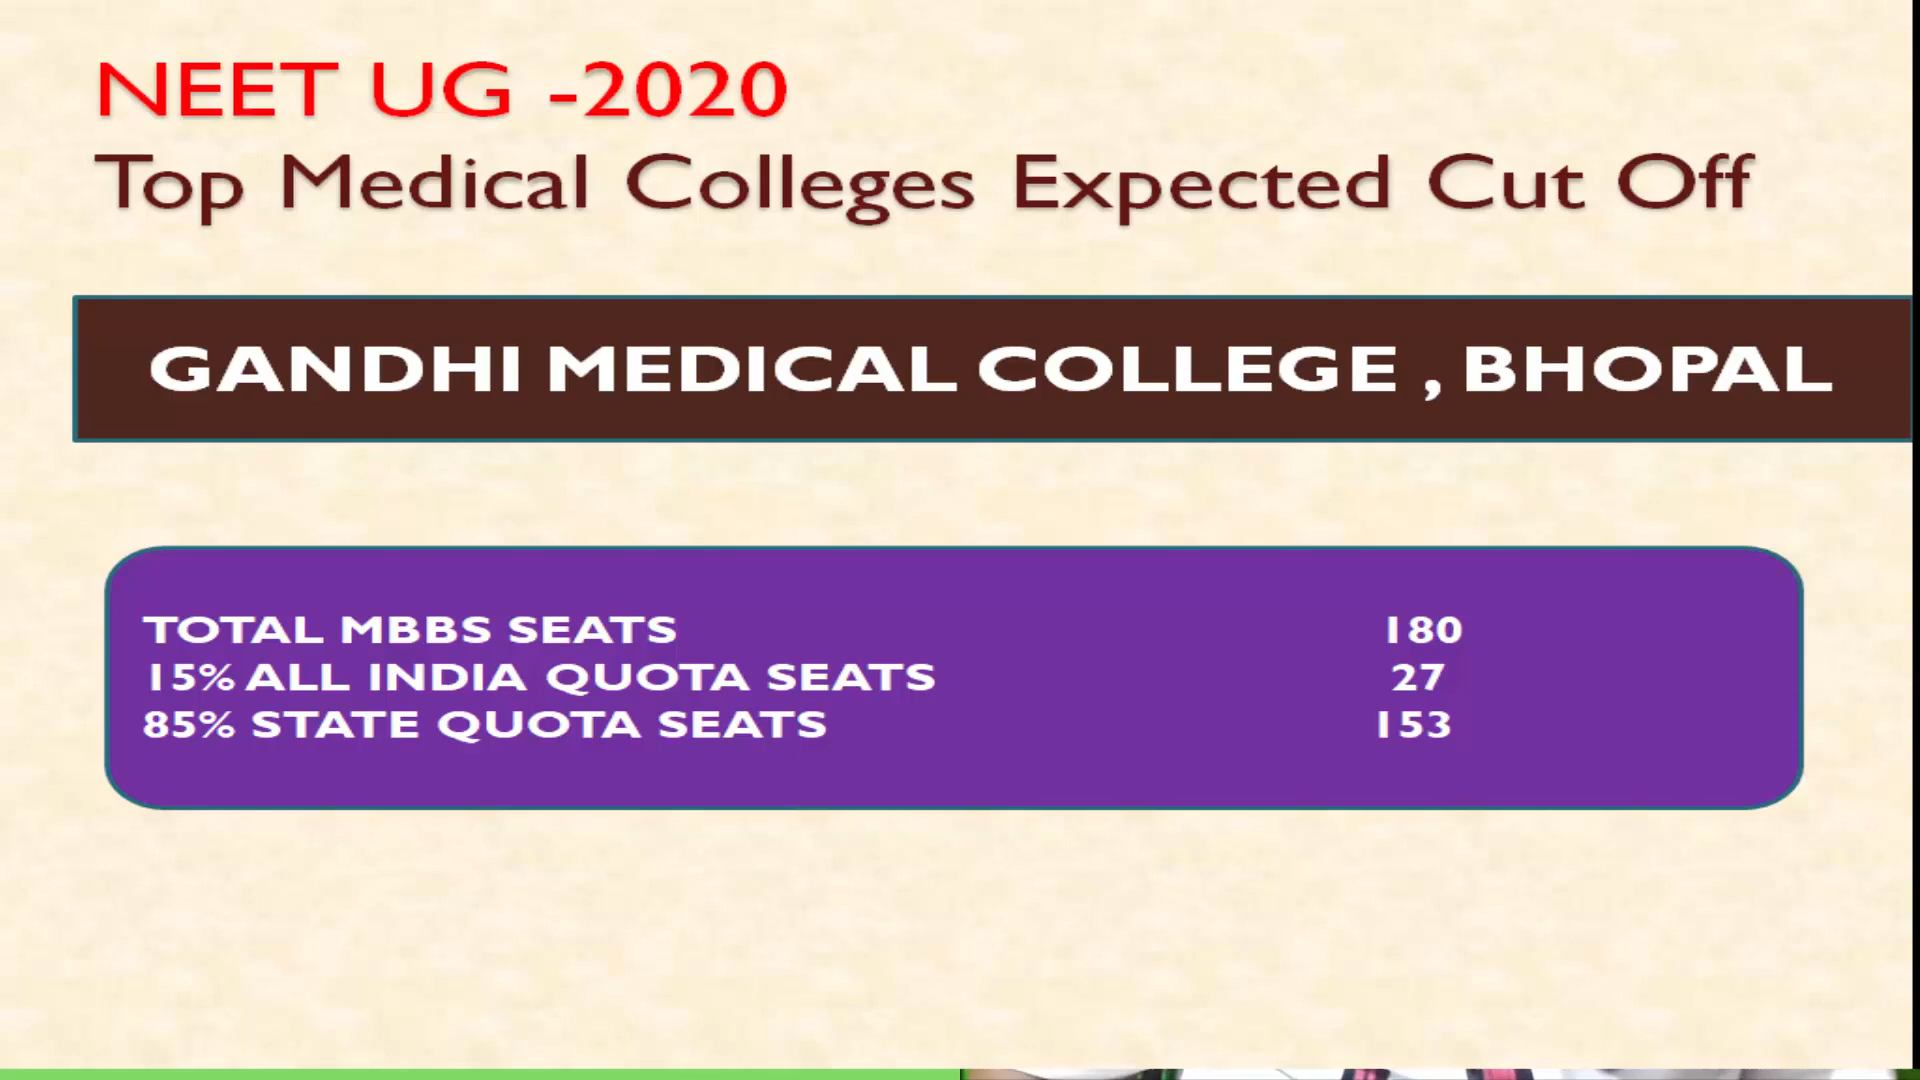 NEET UG -2020
Top Medical Colleges Expected Cut Off
GANDHI MEDICAL COLLEGE , BHOPAL
TOTAL MBBS SEATS 180
15% ALL INDIA QUOTA SEATS 27
85% STATE QUOTA SEATS 153